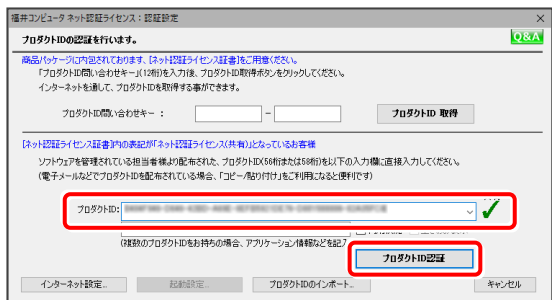 福井コンピュータ ネット認証ライセンス：認証設定
プロダクトIDの認証を行います。
Q&A
商品パッケージに内包されております、[ネット認証ライセンス証書]をご用意ください。
「プロダクトID問い合わせキー」(12桁)を入力後、プロダクトID取得ボタンをクリックしてください。
インターネットを通して、プロダクトIDを取得する事ができます。
プロダクトID問い合わせキー ：
-
プロダクトID 取得
[ネット認証ライセンス証書]内の表記が「ネット認証ライセンス(共有)」となっているお客様
ソフトウェアを管理されている担当者様より配布された、プロダクトID(56桁または58桁)を以下の入力欄に直接入力してください。
(電子メールなどでプロダクトIDを配布されている場合、「コピー/貼り付け」をご利用になると便利です)
プロダクトID:
(複数のプロダクトIDをお持ちの場合、アプリケーション情報などを記入
プロダクトID認証
インターネット設定...
起動設定...
プロダクトIDのインポート...
キャンセル